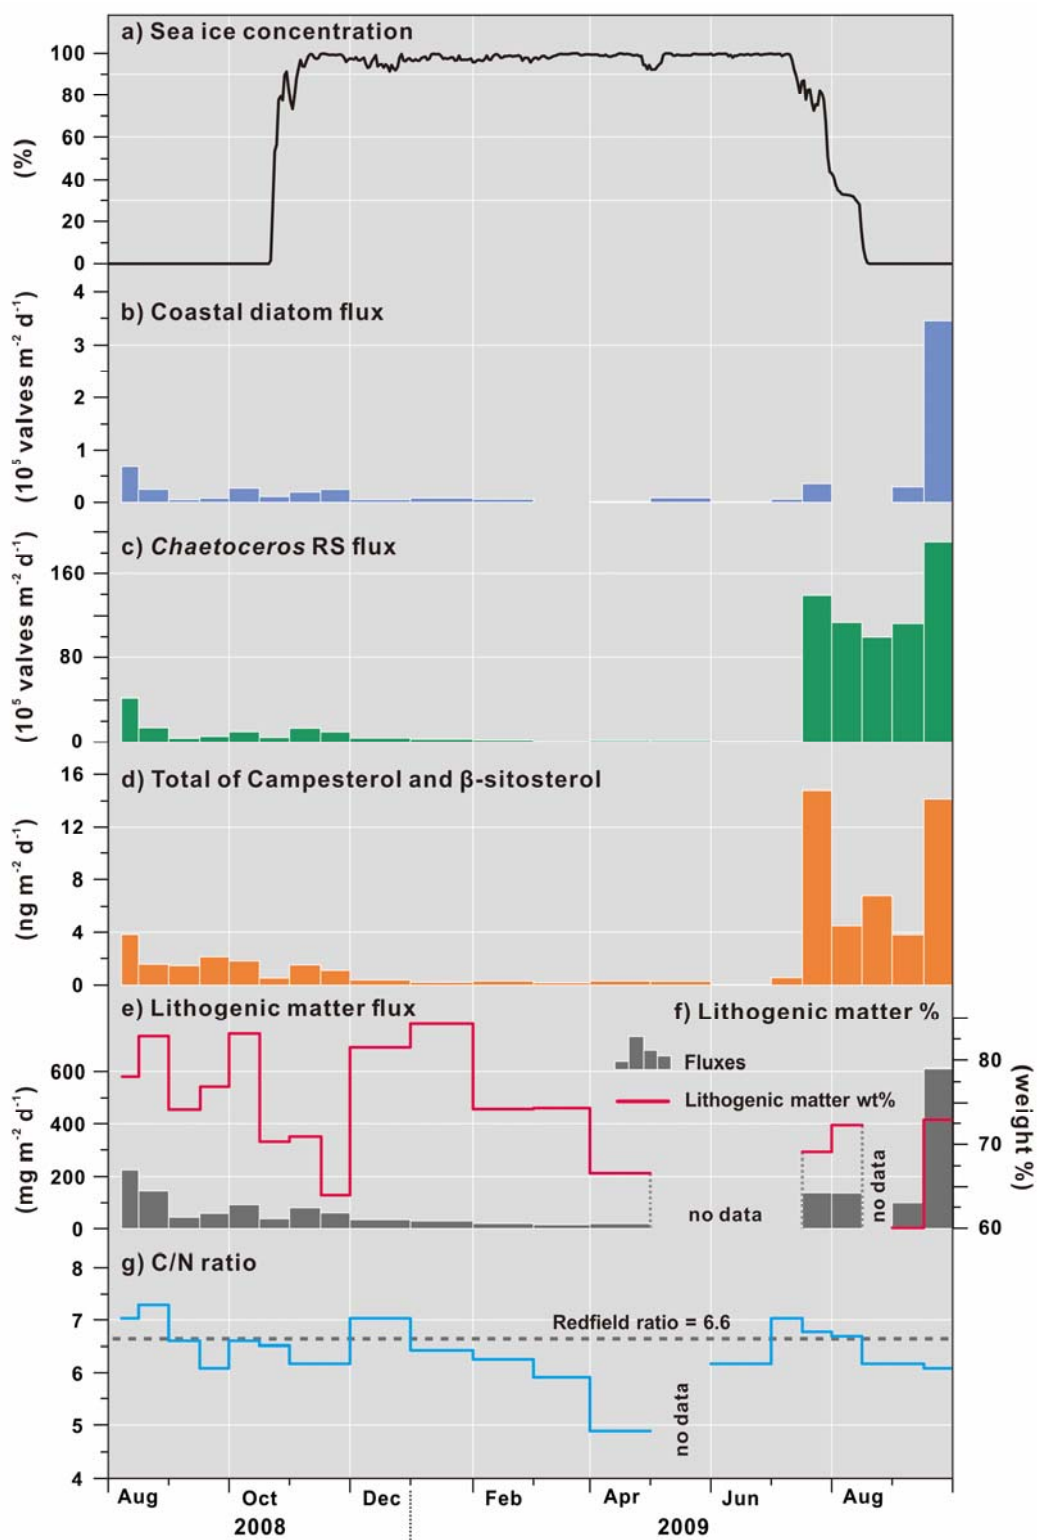 a) Sea ice concentration
100
80
60
40
20
0
(%)
b) Coastal diatom flux
4
3
2
1
0
(10⁵ valves m⁻² d⁻¹)
c) Chaetoceros RS flux
160
80
0
(10⁵ valves m⁻² d⁻¹)
d) Total of Campesterol and β-sitosterol
16
12
8
4
0
(ng m⁻² d⁻¹)
e) Lithogenic matter flux
f) Lithogenic matter %
600
400
200
0
(mg m⁻² d⁻¹)
Fluxes
Lithogenic matter wt%
no data
no data
80
70
60
(weight %)
g) C/N ratio
8
7
6
5
4
Redfield ratio = 6.6
no data
Aug Oct Dec Feb Apr Jun Aug
2008 2009